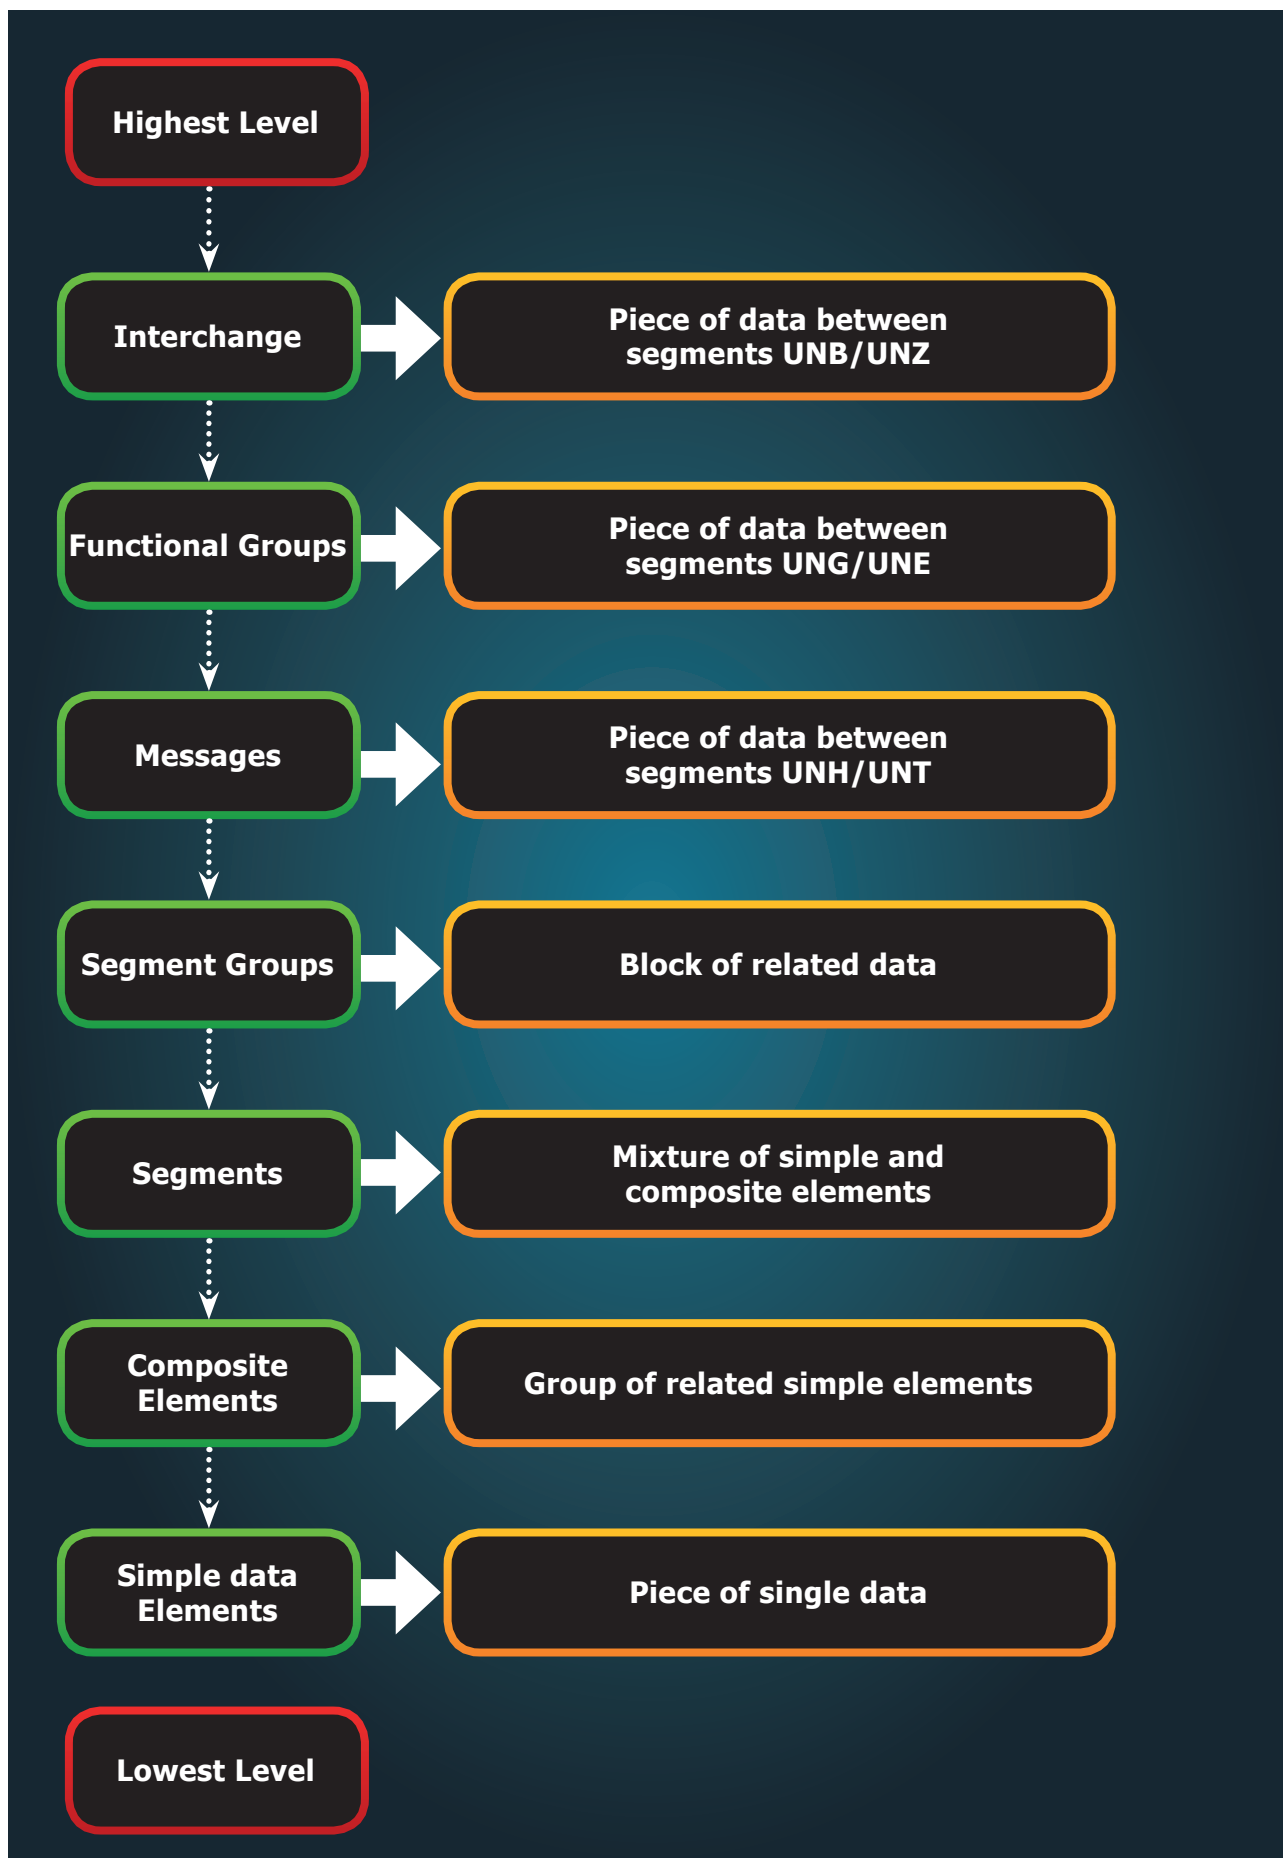 Highest Level
Interchange
Piece of data between
segments UNB/UNZ
Functional Groups
Piece of data between
segments UNG/UNE
Messages
Piece of data between
segments UNH/UNT
Segment Groups
Block of related data
Segments
Mixture of simple and
composite elements
Composite
Elements
Group of related simple elements
Simple data
Elements
Piece of single data
Lowest Level